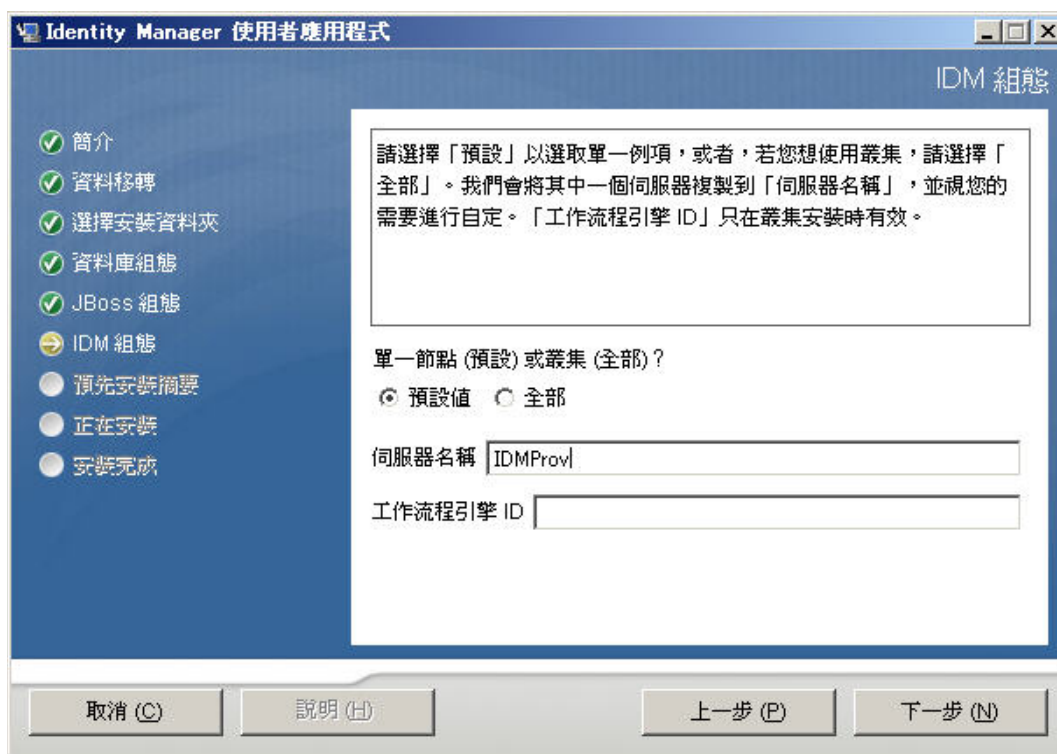 Identity Manager 使用者應用程式
IDM 組態
簡介
資料移轉
選擇安裝資料夾
資料庫組態
JBoss 組態
IDM 組態
預先安裝摘要
正在安裝
安裝完成
請選擇「預設」以選取單一例項，或者，若您想使用叢集，請選擇「
全部」。我們會將其中一個伺服器複製到「伺服器名稱」，並視您的
需要進行自定。「工作流程引擎 ID」只在叢集安裝時有效。
單一節點 (預設) 或叢集 (全部)？
預設值 全部
伺服器名稱 IDMProv
工作流程引擎 ID
取消 (C) 說明 (H) 上一步 (P) 下一步 (N)